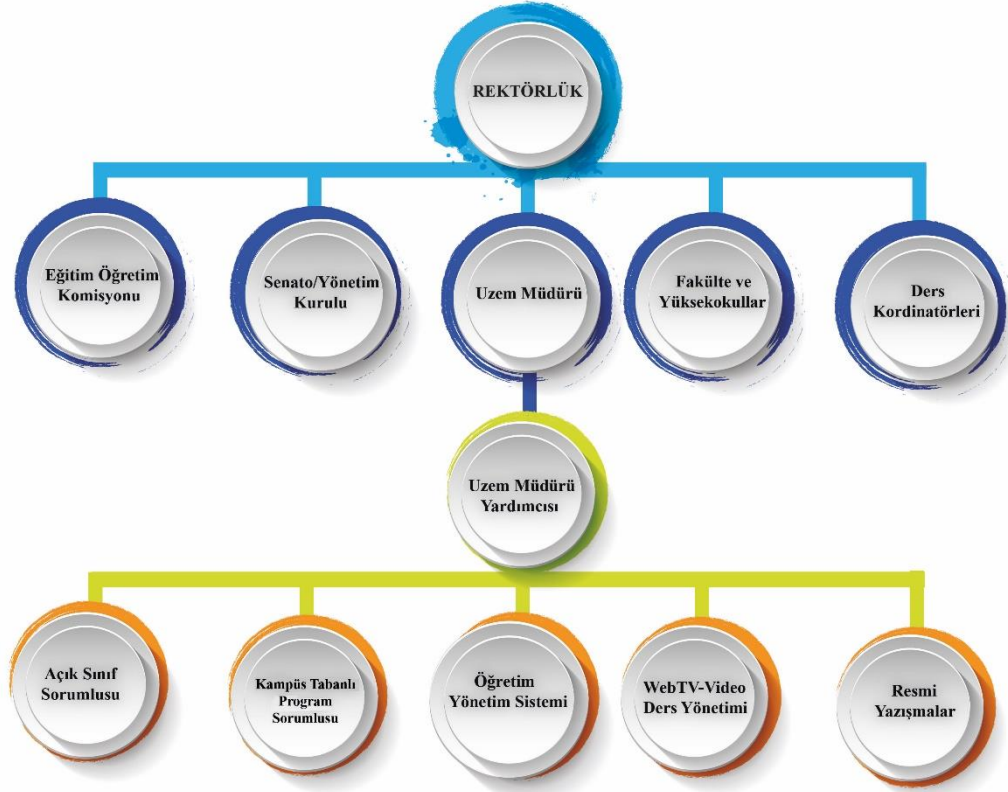 REKTÖRLÜK
Eğitim Öğretim
Komisyonu
Senato/Yönetim
Kurulu
Uzem Müdürü
Fakülte ve
Yüksekokullar
Ders
Kordinatörleri
Uzem Müdürü
Yardımcısı
Açık Sınıf
Sorumlusu
Kampüs Tabanlı
Program
Sorumlusu
Öğretim
Yönetim Sistemi
WebTV-Video
Ders Yönetimi
Resmi
Yazışmalar